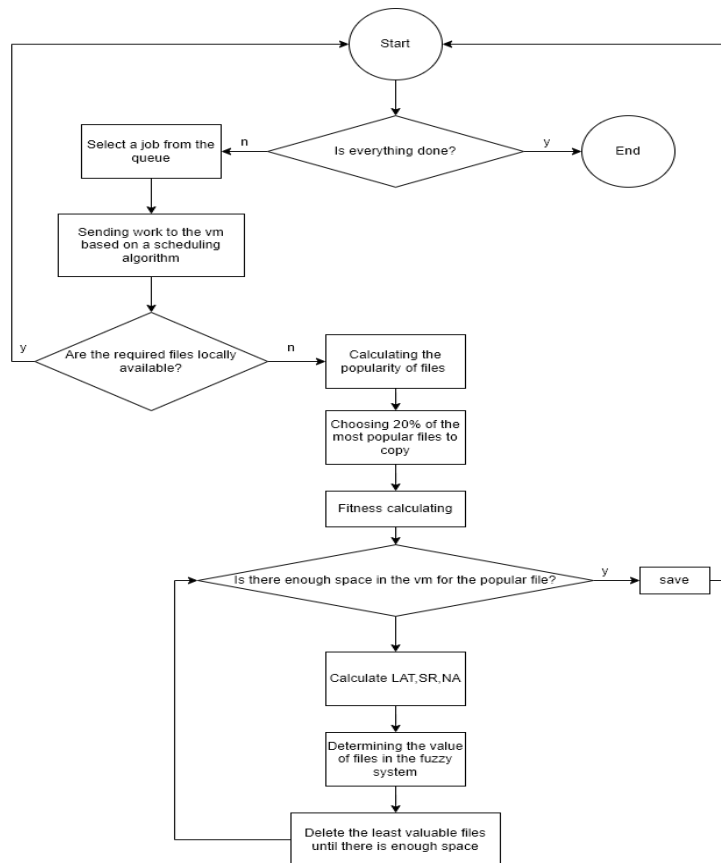 Start
Is everything done?
n
y
End
Select a job from the
queue
Sending work to the vm
based on a scheduling
algorithm
y
Are the required files locally
available?
n
Calculating the
popularity of files
Choosing 20% of the
most popular files to
copy
Fitness calculating
Is there enough space in the vm for the popular file?
y
save
Calculate LAT,SR,NA
Determining the value
of files in the fuzzy
system
Delete the least valuable files
until there is enough space